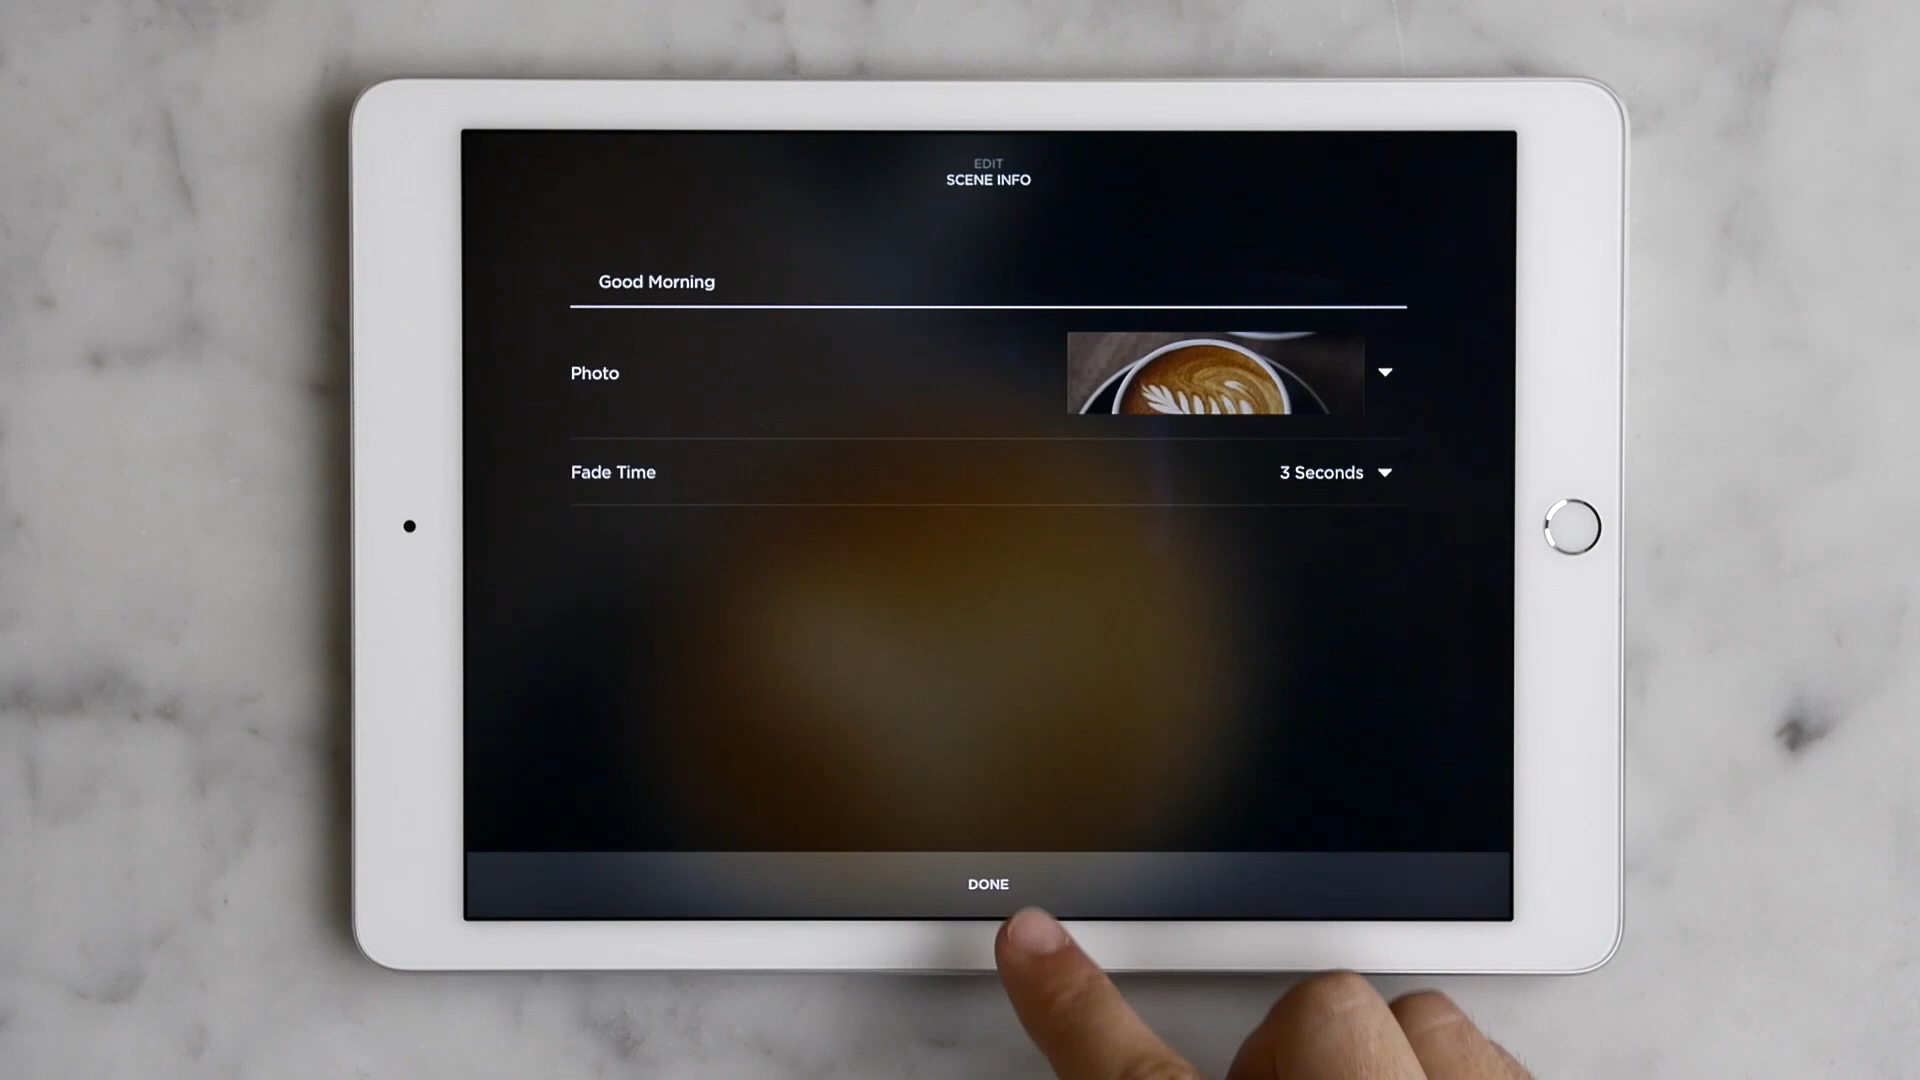 EDIT
SCENE INFO
Good Morning
Photo
Fade Time
3 Seconds
DONE